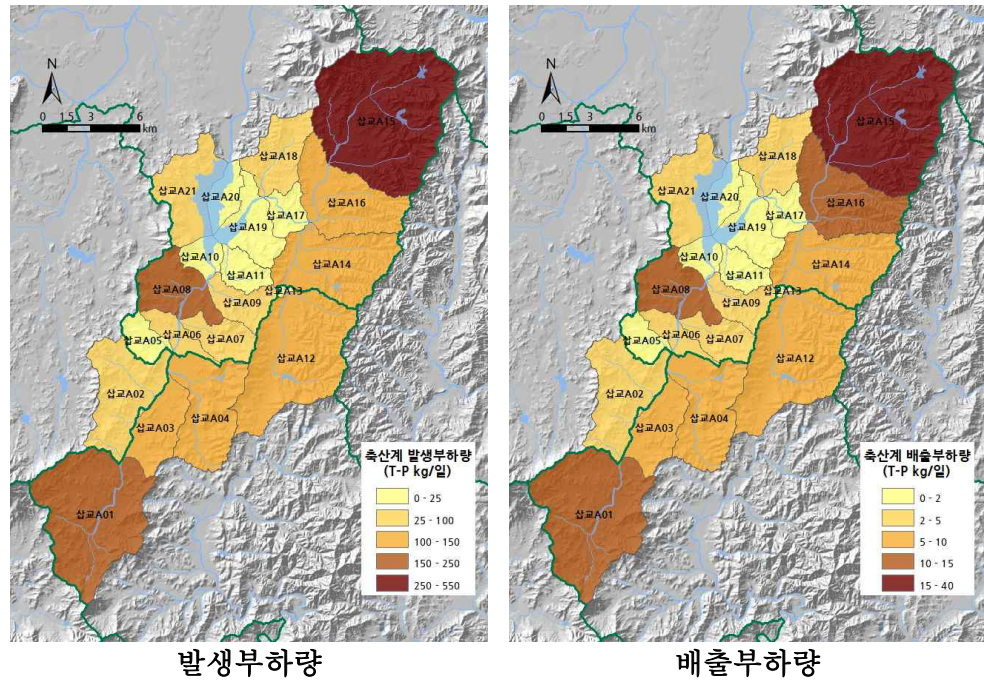 N
0 1.5 3 6
km
삽교A15
삽교A18
삽교A21
삽교A20
삽교A16
삽교A17
삽교A19
삽교A10
삽교A14
삽교A11
삽교A08
삽교A09
삽교A13
삽교A06
삽교A07
삽교A05
삽교A12
삽교A02
삽교A04
삽교A03
삽교A01
축산계 발생부하량
(T-P kg/일)
0 - 25
25 - 100
100 - 150
150 - 250
250 - 550
발생부하량
N
0 1.5 3 6
km
삽교A15
삽교A18
삽교A21
삽교A20
삽교A16
삽교A17
삽교A19
삽교A10
삽교A14
삽교A11
삽교A08
삽교A09
삽교A13
삽교A06
삽교A07
삽교A05
삽교A12
삽교A02
삽교A04
삽교A03
삽교A01
축산계 배출부하량
(T-P kg/일)
0 - 2
2 - 5
5 - 10
10 - 15
15 - 40
배출부하량